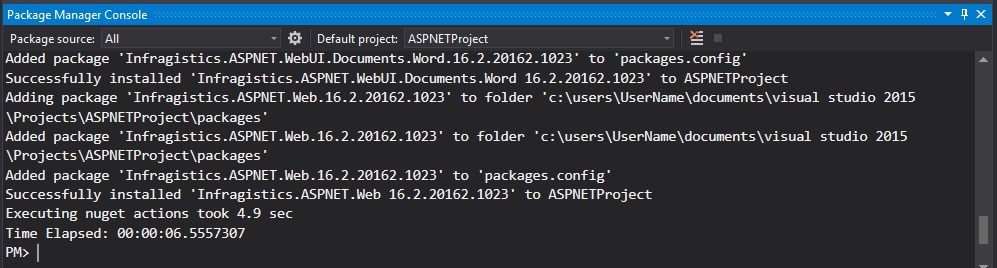 Package Manager Console
Package source: All Default project: ASPNETProject
Added package 'Infragistics.ASPNET.WebUI.Documents.Word.16.2.20162.1023' to 'packages.config'
Successfully installed 'Infragistics.ASPNET.WebUI.Documents.Word 16.2.20162.1023' to ASPNETProject
Adding package 'Infragistics.ASPNET.Web.16.2.20162.1023' to folder 'c:\users\UserName\documents\visual studio 2015
\Projects\ASPNETProject\packages'
Added package 'Infragistics.ASPNET.Web.16.2.20162.1023' to folder 'c:\users\UserName\documents\visual studio 2015
\Projects\ASPNETProject\packages'
Added package 'Infragistics.ASPNET.Web.16.2.20162.1023' to 'packages.config'
Successfully installed 'Infragistics.ASPNET.Web 16.2.20162.1023' to ASPNETProject
Executing nuget actions took 4.9 sec
Time Elapsed: 00:00:06.5557307
PM>